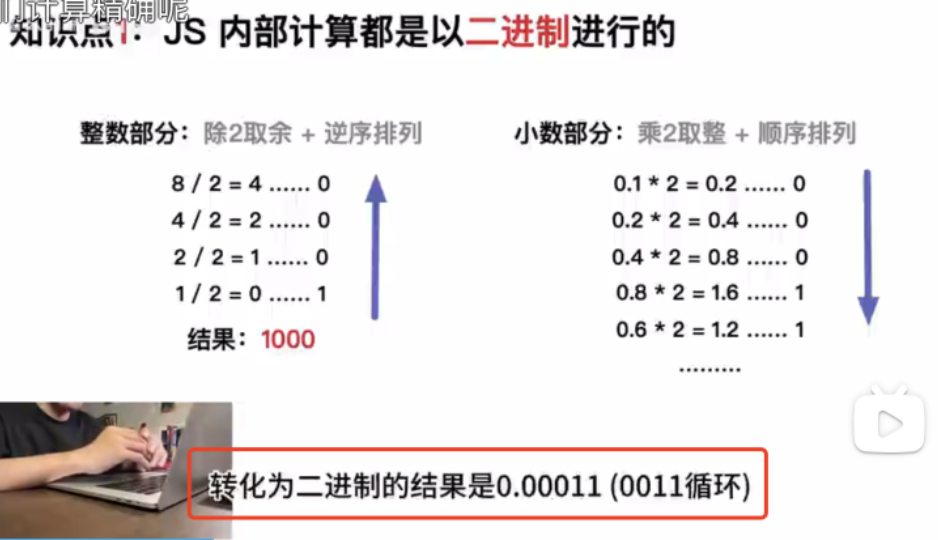 们计算精确呢
知识点1：JS 内部计算都是以二进制进行的
整数部分：除2取余 + 逆序排列
8 / 2 = 4 ...... 0
4 / 2 = 2 ...... 0
2 / 2 = 1 ...... 0
1 / 2 = 0 ...... 1
结果：1000
小数部分：乘2取整 + 顺序排列
0.1 * 2 = 0.2 ...... 0
0.2 * 2 = 0.4 ...... 0
0.4 * 2 = 0.8 ...... 0
0.8 * 2 = 1.6 ...... 1
0.6 * 2 = 1.2 ...... 1
.........
转化为二进制的结果是0.00011 (0011循环)